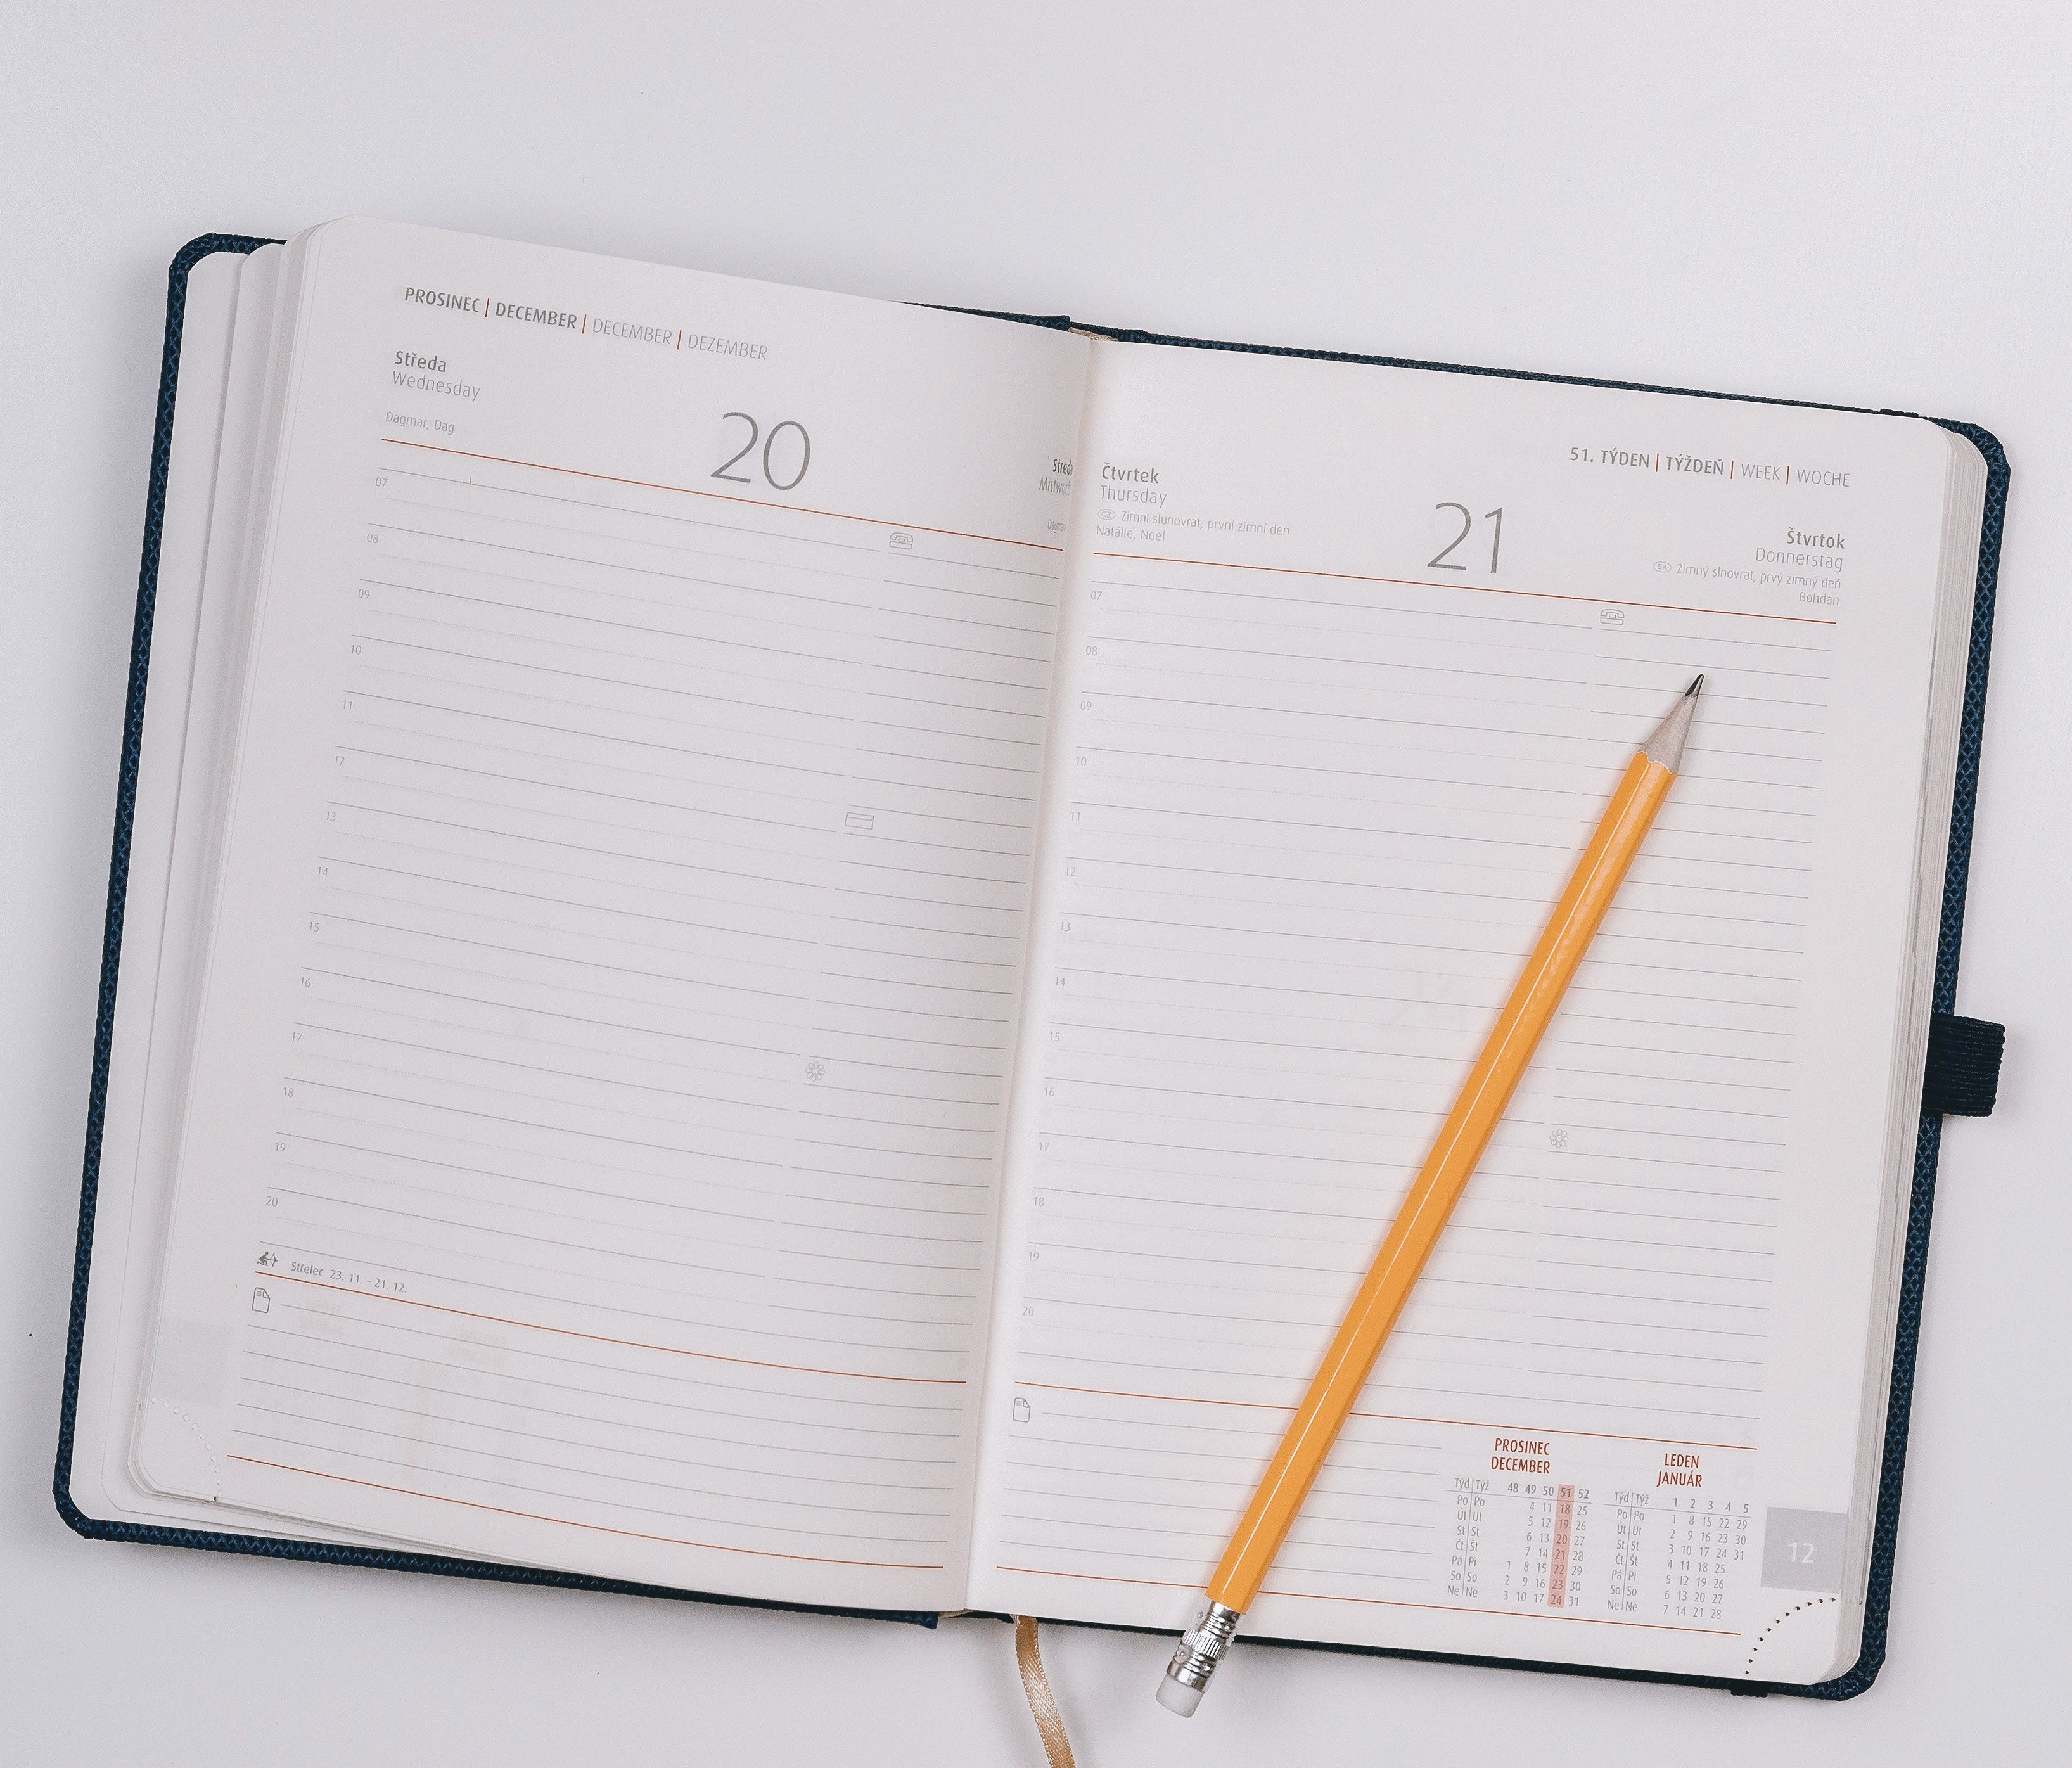 PROSINEC | DECEMBER | DECEMBER | DEZEMBER
Středa
Wednesday
Dagmar, Dag
20
Streda
07
08
09
10
11
12
13
14
15
16
17
18
19
20
Střelec 23. 11. – 21. 12.
51. TÝDEN | TÝŽDEŇ | WEEK | WOCHE
Čtvrtek
Thursday
CZ Zimní slunovrat, první zimní den
Natálie, Noel
21
Štvrtok
Donnerstag
SK Zimný slnovrat, prvý zimný deň
Bohdan
07
08
09
10
11
12
13
14
15
16
17
18
19
20
PROSINEC
DECEMBER
Týd | Týž 48 49 50 51 52
Po Po 4 11 18 25
Út Ut 5 12 19 26
St St 6 13 20 27
Čt Št 7 14 21 28
Pá Pi 1 8 15 22 29
So So 2 9 16 23 30
Ne Ne 3 10 17 24 31
LEDEN
JANUÁR
Týd | Týž 1 2 3 4 5
Po Po 1 8 15 22 29
Út Ut 2 9 16 23 30
St St 3 10 17 24 31
Čt Št 4 11 18 25
Pá Pi 5 12 19 26
So So 6 13 20 27
Ne Ne 7 14 21 28
12